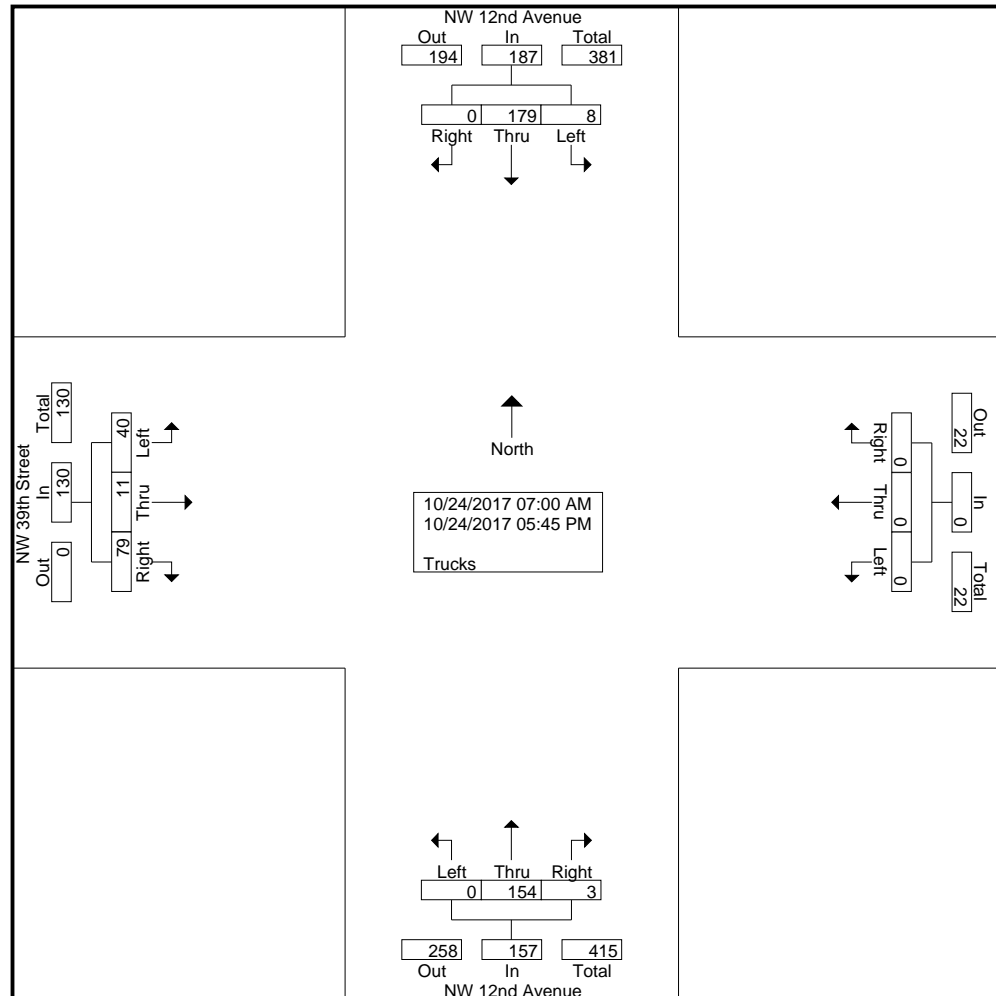 NW 12nd Avenue
Out In Total
194 187 381
0 179 8
Right Thru Left
NW 39th Street
Total In Out
130 130 0
40 11 79
Left Thru Right
North
10/24/2017 07:00 AM
10/24/2017 05:45 PM
Trucks
Right Thru Left
0 0 0
Out In Total
22 0 22
Left Thru Right
0 154 3
258 157 415
Out In Total
NW 12nd Avenue